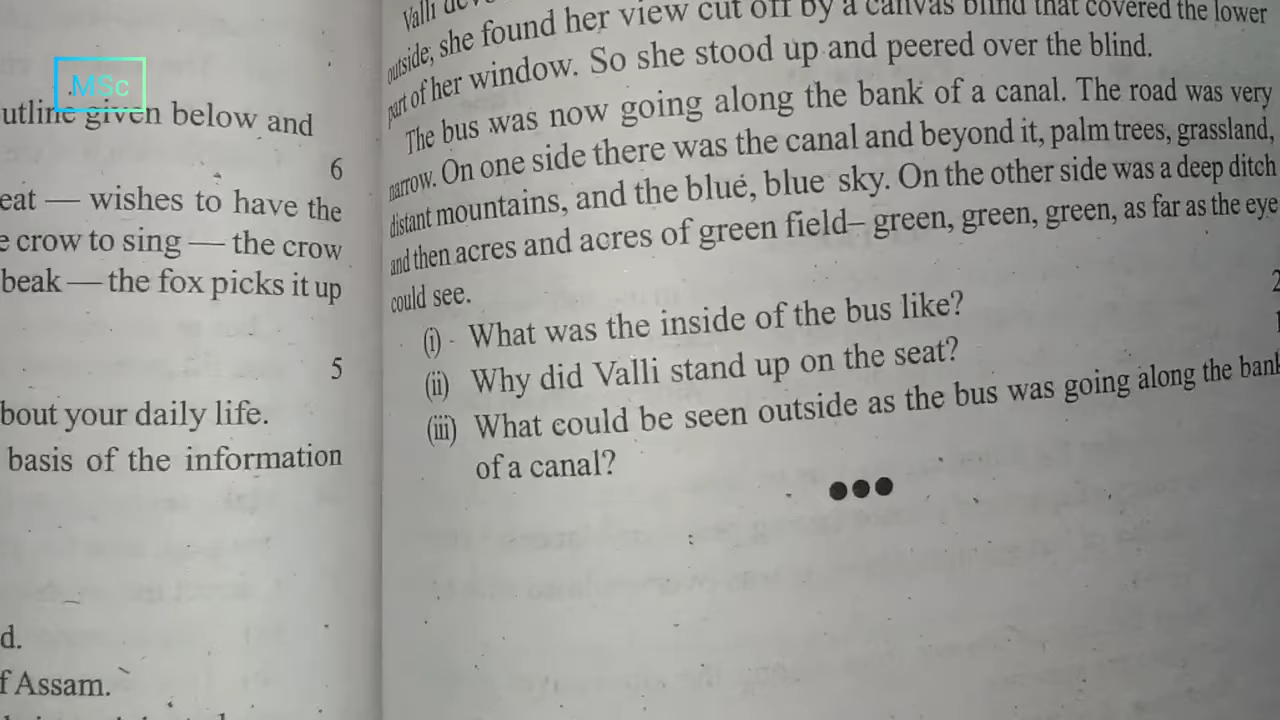 MSc
utline given below and
6
eat — wishes to have the
e crow to sing — the crow
beak — the fox picks it up
5
bout your daily life.
basis of the information
d.
f Assam.
Valli
outside; she found her view cut off by a canvas blind that covered the lower
part of her window. So she stood up and peered over the blind.
The bus was now going along the bank of a canal. The road was very
narrow. On one side there was the canal and beyond it, palm trees, grassland,
distant mountains, and the blue, blue sky. On the other side was a deep ditch
and then acres and acres of green field– green, green, green, as far as the eye
could see.
(i) What was the inside of the bus like?
2
(ii) Why did Valli stand up on the seat?
(iii) What could be seen outside as the bus was going along the bank
of a canal?